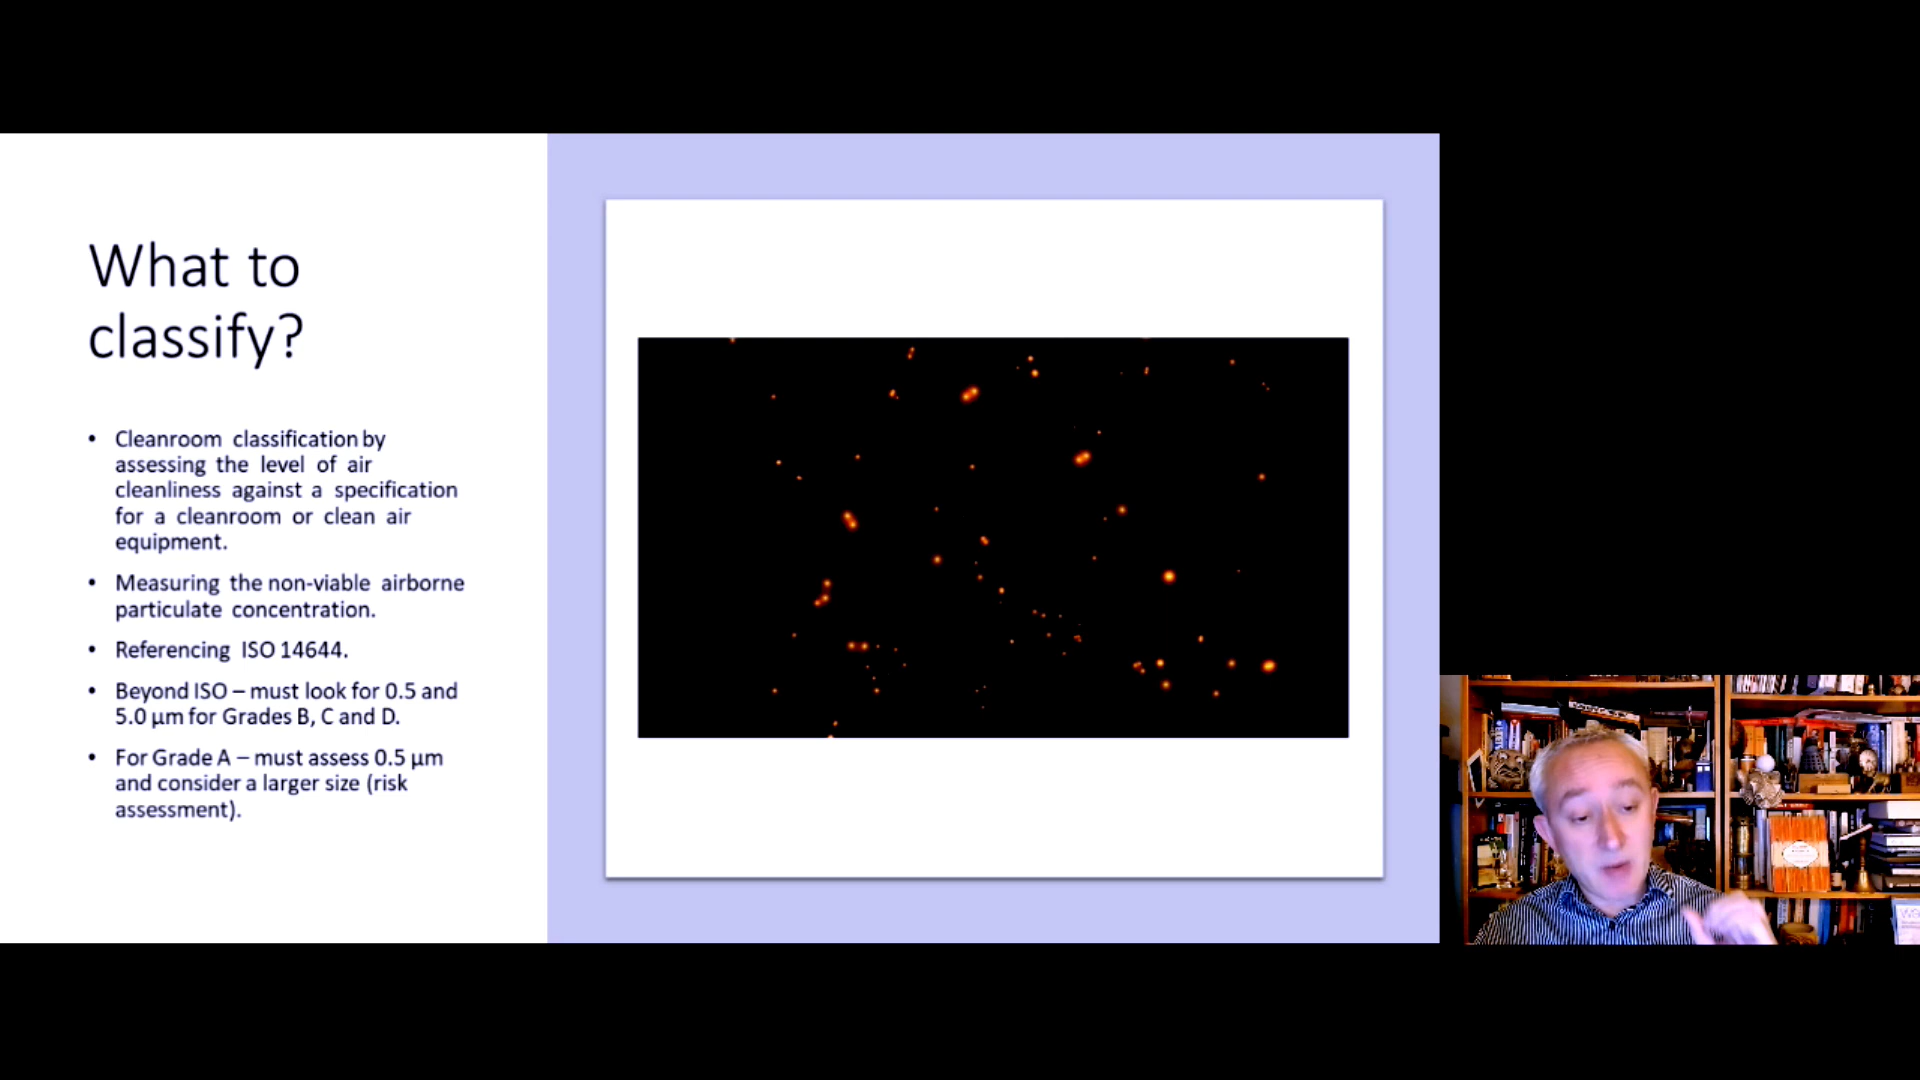 What to
classify?
• Cleanroom classification by
assessing the level of air
cleanliness against a specification
for a cleanroom or clean air
equipment.
• Measuring the non-viable airborne
particulate concentration.
• Referencing ISO 14644.
• Beyond ISO – must look for 0.5 and
5.0 µm for Grades B, C and D.
• For Grade A – must assess 0.5 µm
and consider a larger size (risk
assessment).